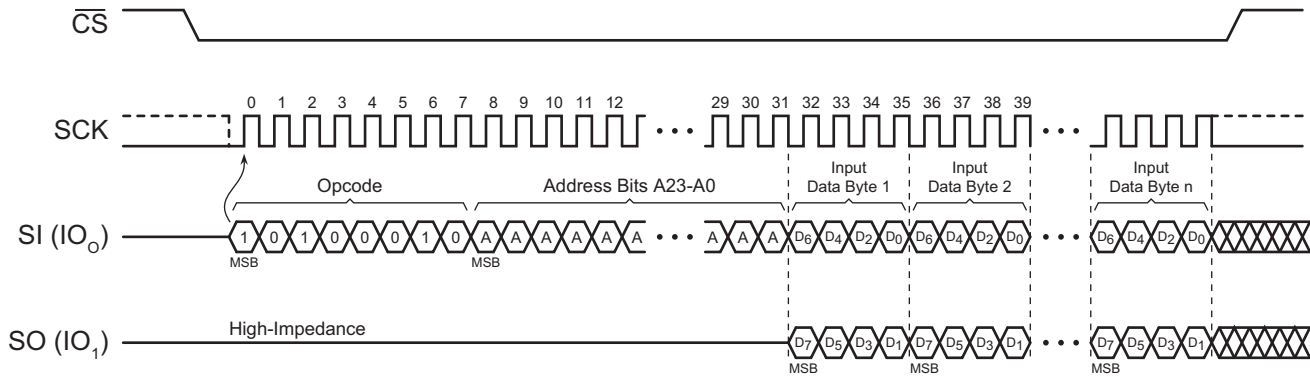 CS
0 1 2 3 4 5 6 7 8 9 10 11 12 29 30 31 32 33 34 35 36 37 38 39
SCK
Opcode
Address Bits A23-A0
Input
Data Byte 1
Input
Data Byte 2
Input
Data Byte n
SI (IO₀) 1 0 1 0 0 0 1 0 A A A A A A A A A D₆ D₄ D₂ D₀ D₆ D₄ D₂ D₀ D₆ D₄ D₂ D₀
MSB MSB
High-Impedance
SO (IO₁) D₇ D₅ D₃ D₁ D₇ D₅ D₃ D₁ D₇ D₅ D₃ D₁
MSB MSB MSB